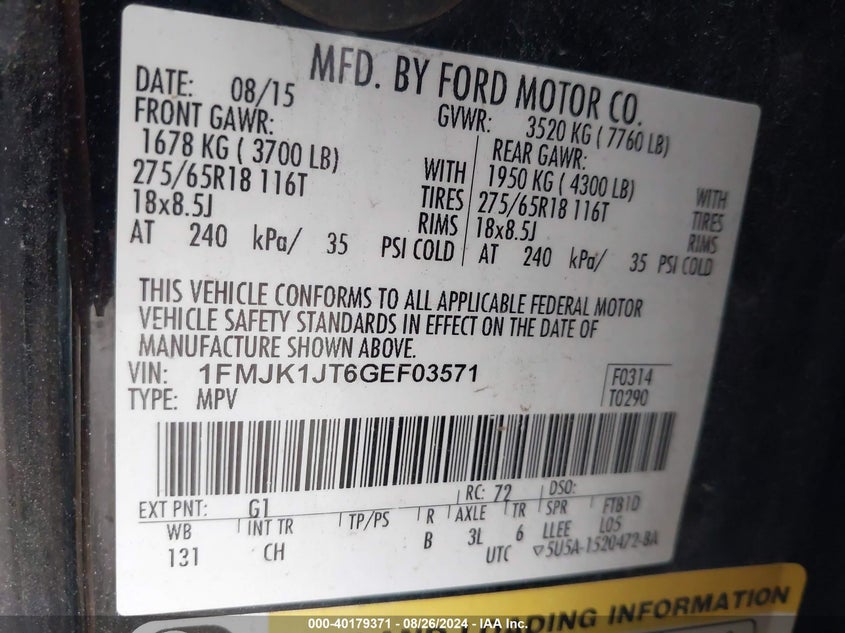 MFD. BY FORD MOTOR CO.
DATE: 08/15 GVWR: 3520 KG ( 7760 LB)
FRONT GAWR: REAR GAWR:
1678 KG ( 3700 LB) WITH 1950 KG ( 4300 LB) WITH
275/65R18 116T TIRES 275/65R18 116T TIRES
18x8.5J RIMS 18x8.5J RIMS
AT 240 kPa/ 35 PSI COLD AT 240 kPa/ 35 PSI COLD
THIS VEHICLE CONFORMS TO ALL APPLICABLE FEDERAL MOTOR
VEHICLE SAFETY STANDARDS IN EFFECT ON THE DATE OF
MANUFACTURE SHOWN ABOVE.
VIN: 1FMJK1JT6GEF03571 F0314
TYPE: MPV T0290
EXT PNT: G1 RC: 72 DSO: FTB1D
WB INT TR TP/PS R AXLE TR SPR L05
131 CH B 3L 6 LLEE
UTC ▽5U5A-1520472-BA
AND LOADING INFORMATION
000-40179371 - 08/26/2024 - IAA Inc.